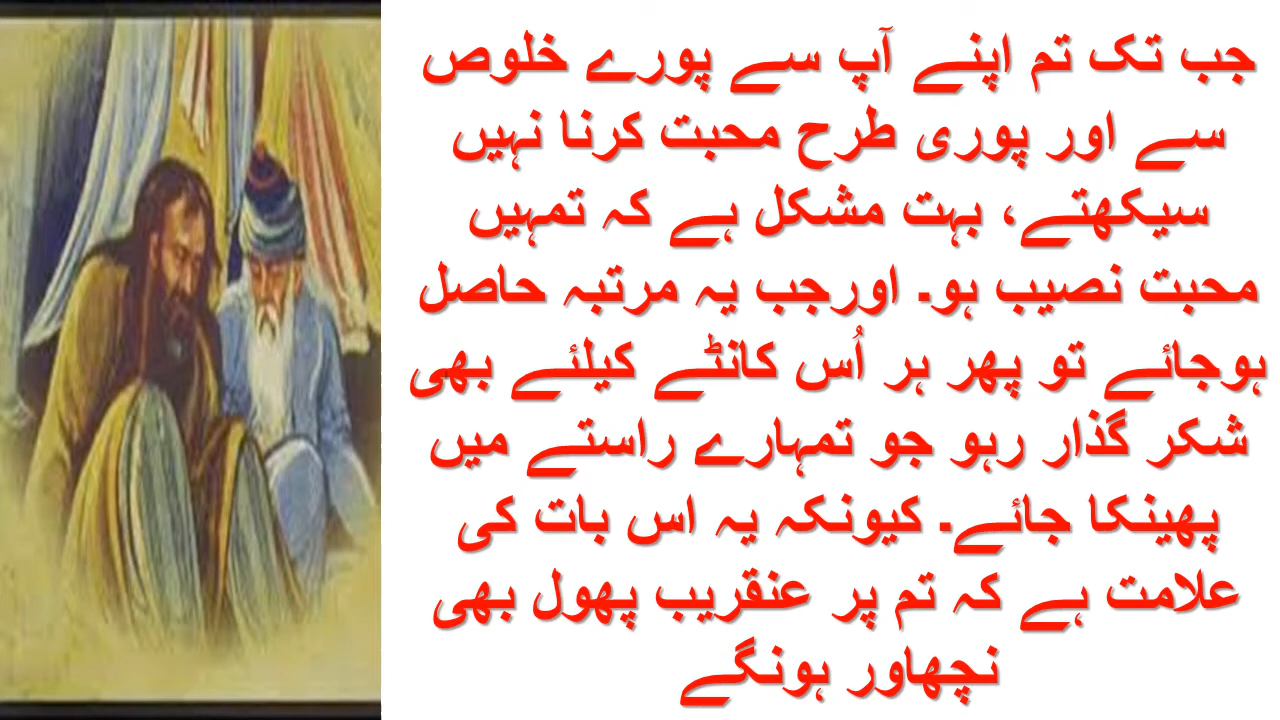 جب تک تم اپنے آپ سے پورے خلوص
سے اور پوری طرح محبت کرنا نہیں
سیکھتے، بہت مشکل ہے کہ تمہیں
محبت نصیب ہو۔ اورجب یہ مرتبہ حاصل
ہوجائے تو پھر ہر اُس کانٹے کیلئے بھی
شکر گذار رہو جو تمہارے راستے میں
پھینکا جائے۔ کیونکہ یہ اس بات کی
علامت ہے کہ تم پر عنقریب پھول بھی
نچھاور ہونگے